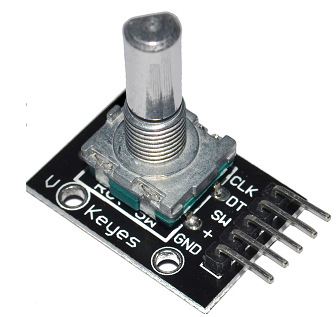 CLK
DT
SW
+
GND
Keyes
V